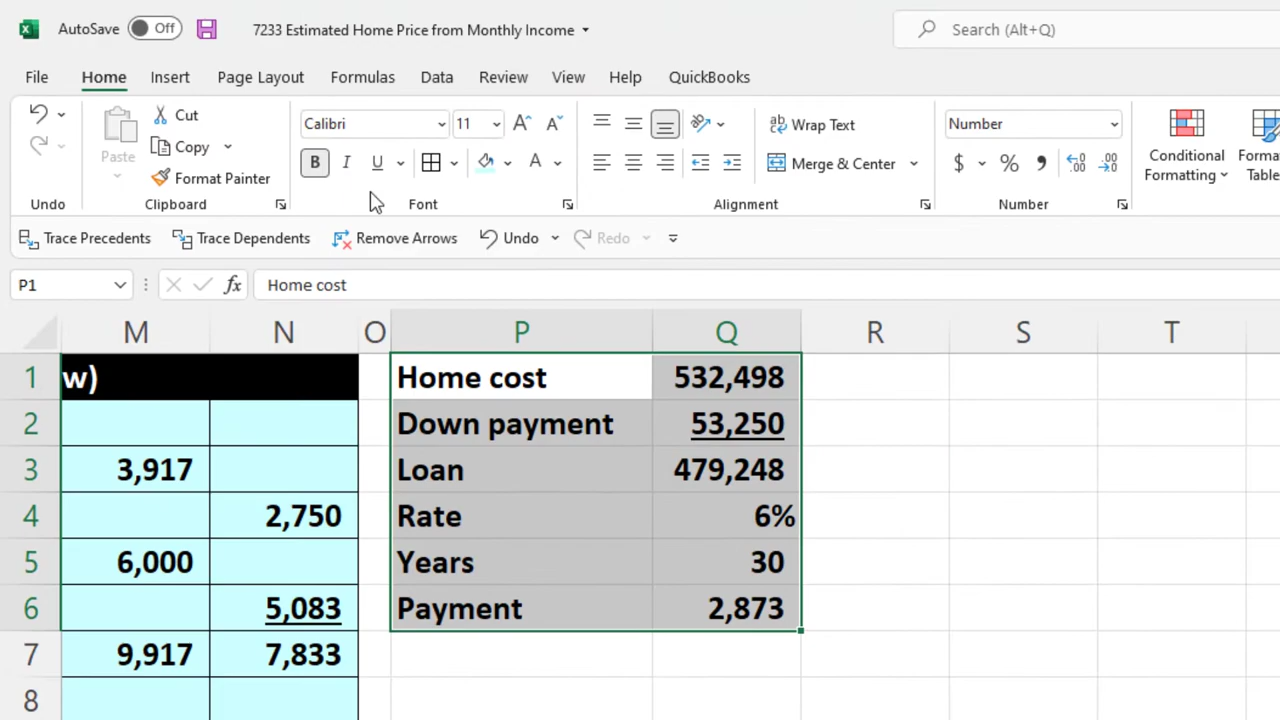 AutoSave Off 7233 Estimated Home Price from Monthly Income Search (Alt+Q)
File Home Insert Page Layout Formulas Data Review View Help QuickBooks
Paste Cut Copy Format Painter
Calibri 11 A A
B I U A
Wrap Text
Merge & Center
Number
$ % , .00 .00
Conditional Formatting
Forma
Table
Undo Clipboard Font Alignment Number
Trace Precedents Trace Dependents Remove Arrows Undo Redo
P1 fx Home cost
M N O P Q R S T
1 w) Home cost 532,498
2 Down payment 53,250
3 3,917 Loan 479,248
4 2,750 Rate 6%
5 6,000 Years 30
6 5,083 Payment 2,873
7 9,917 7,833
8